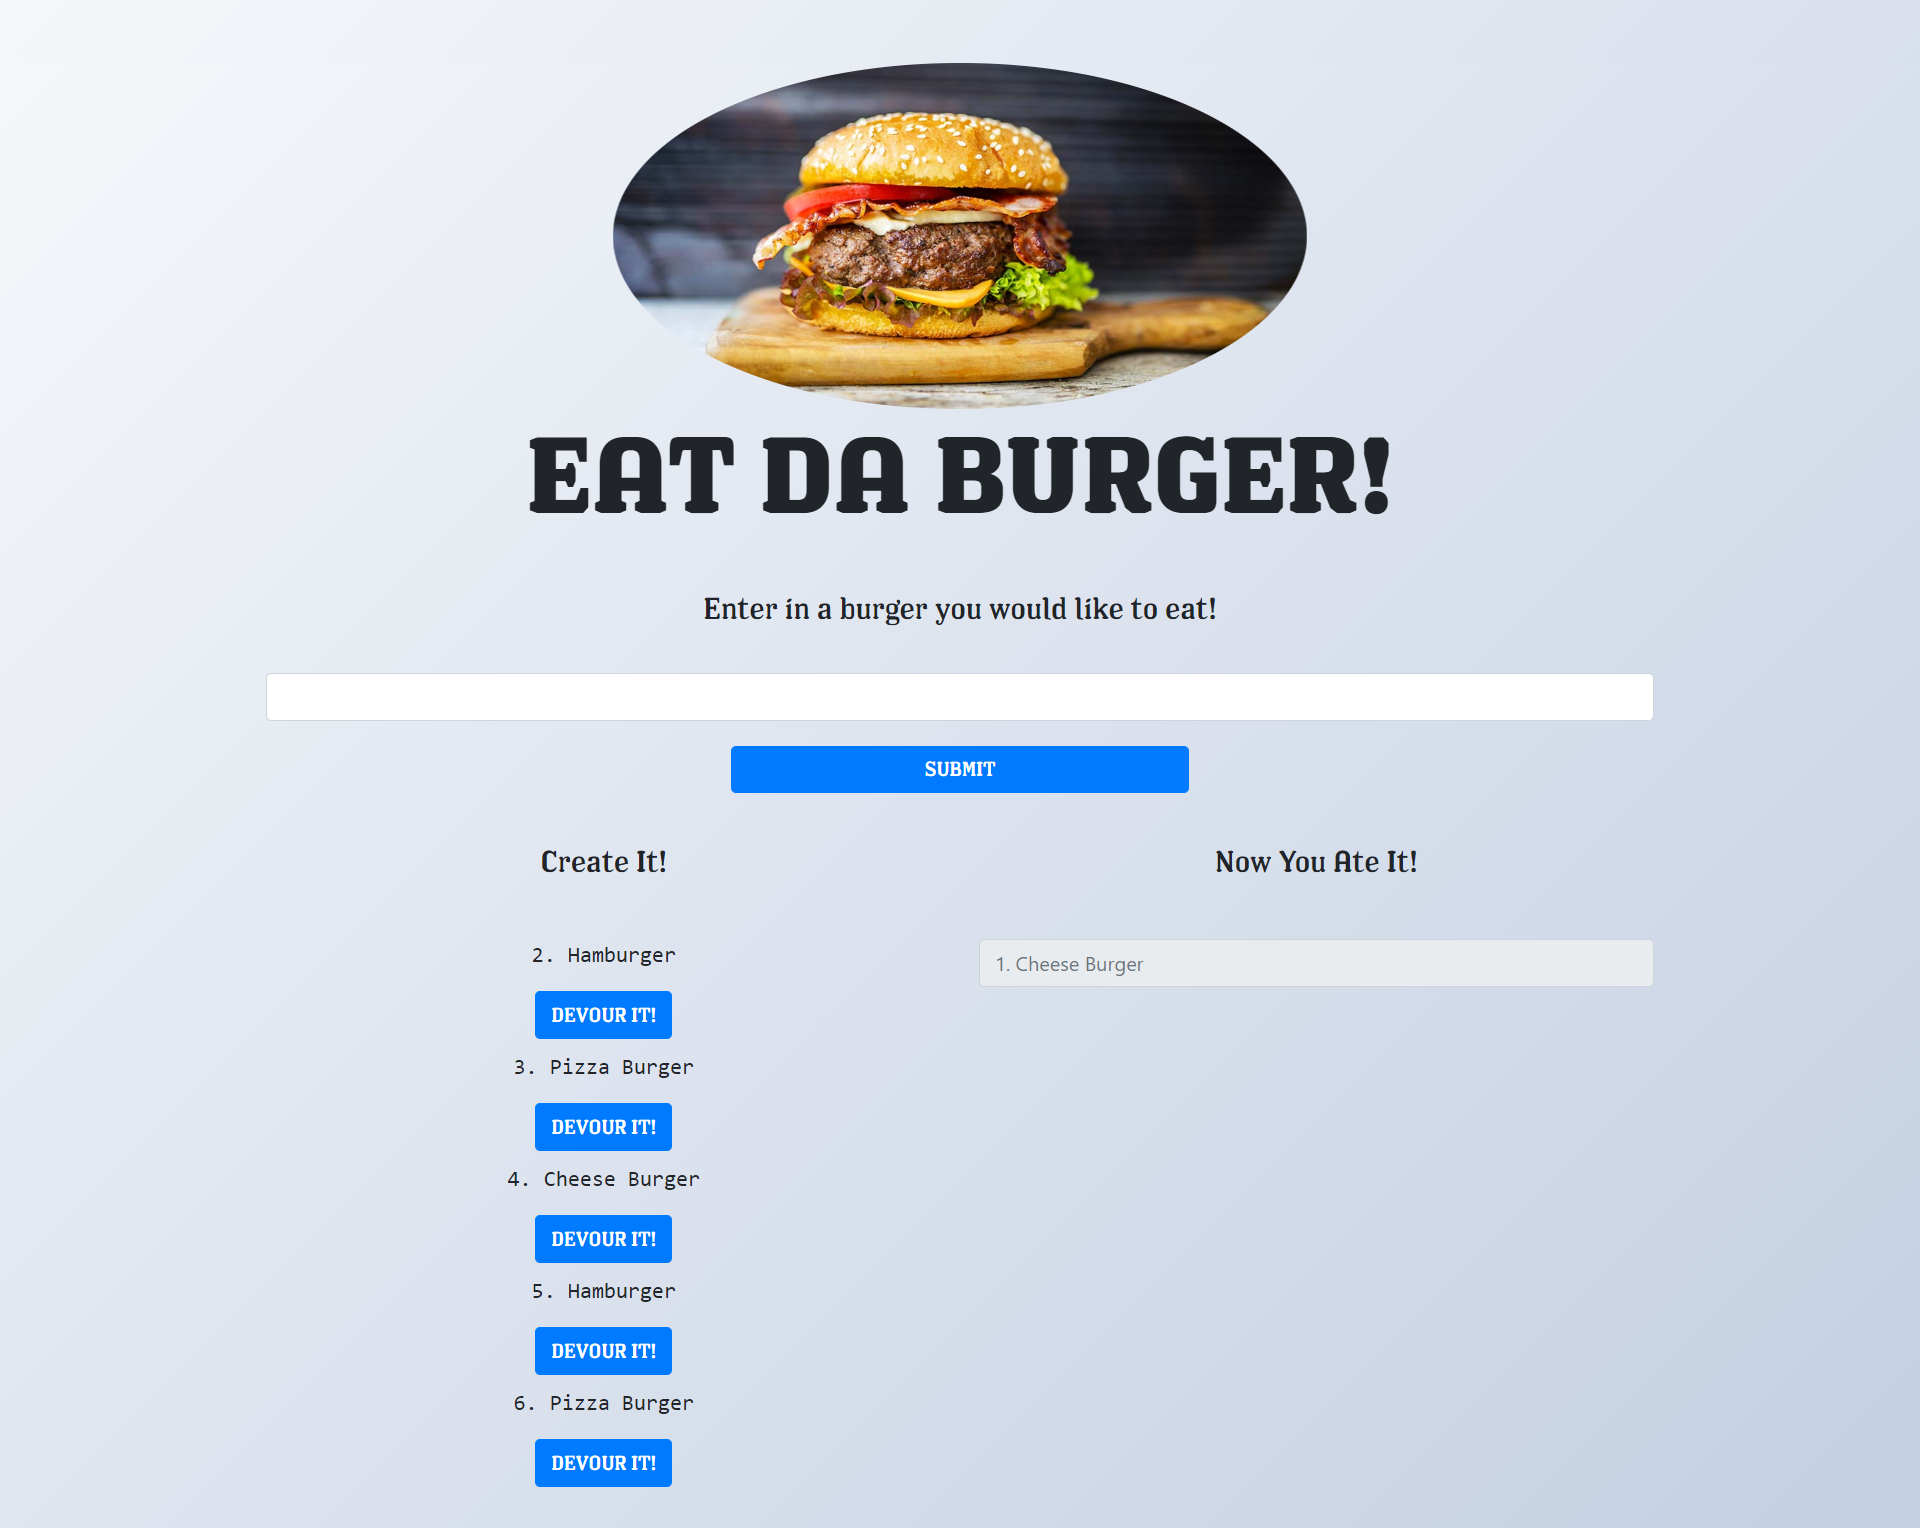 EAT DA BURGER!
Enter in a burger you would like to eat!
SUBMIT
Create It!
2. Hamburger
DEVOUR IT!
3. Pizza Burger
DEVOUR IT!
4. Cheese Burger
DEVOUR IT!
5. Hamburger
DEVOUR IT!
6. Pizza Burger
DEVOUR IT!
Now You Ate It!
1. Cheese Burger